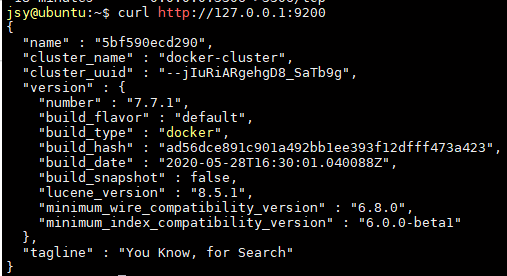 jsy@ubuntu:~$ curl http://127.0.0.1:9200
{
  "name" : "5bf590ecd290",
  "cluster_name" : "docker-cluster",
  "cluster_uuid" : "--jIuRiARgehgD8_SaTb9g",
  "version" : {
    "number" : "7.7.1",
    "build_flavor" : "default",
    "build_type" : "docker",
    "build_hash" : "ad56dce891c901a492bb1ee393f12dfff473a423",
    "build_date" : "2020-05-28T16:30:01.040088Z",
    "build_snapshot" : false,
    "lucene_version" : "8.5.1",
    "minimum_wire_compatibility_version" : "6.8.0",
    "minimum_index_compatibility_version" : "6.0.0-beta1"
  },
  "tagline" : "You Know, for Search"
}